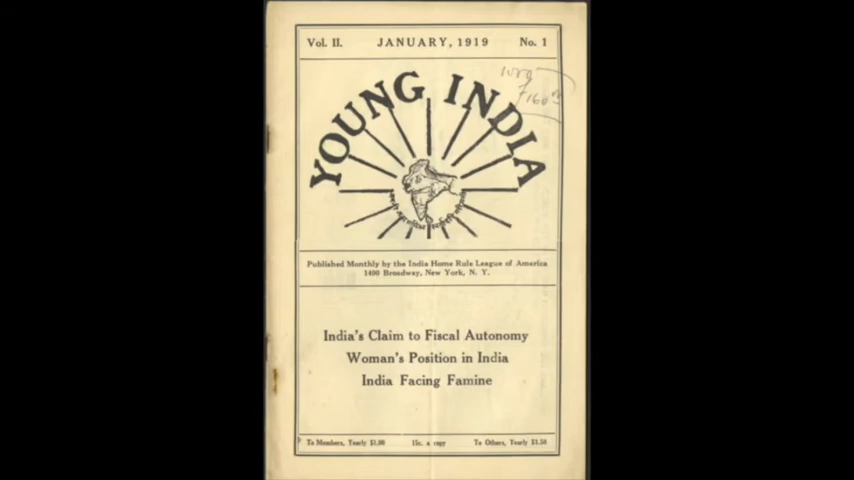 Vol. II. JANUARY, 1919 No. 1
YOUNG INDIA
Published Monthly by the India Home Rule League of America
1400 Broadway, New York, N. Y.
India's Claim to Fiscal Autonomy
Woman's Position in India
India Facing Famine
To Members, Yearly $1.00 15c. a copy To Others, Yearly $1.50